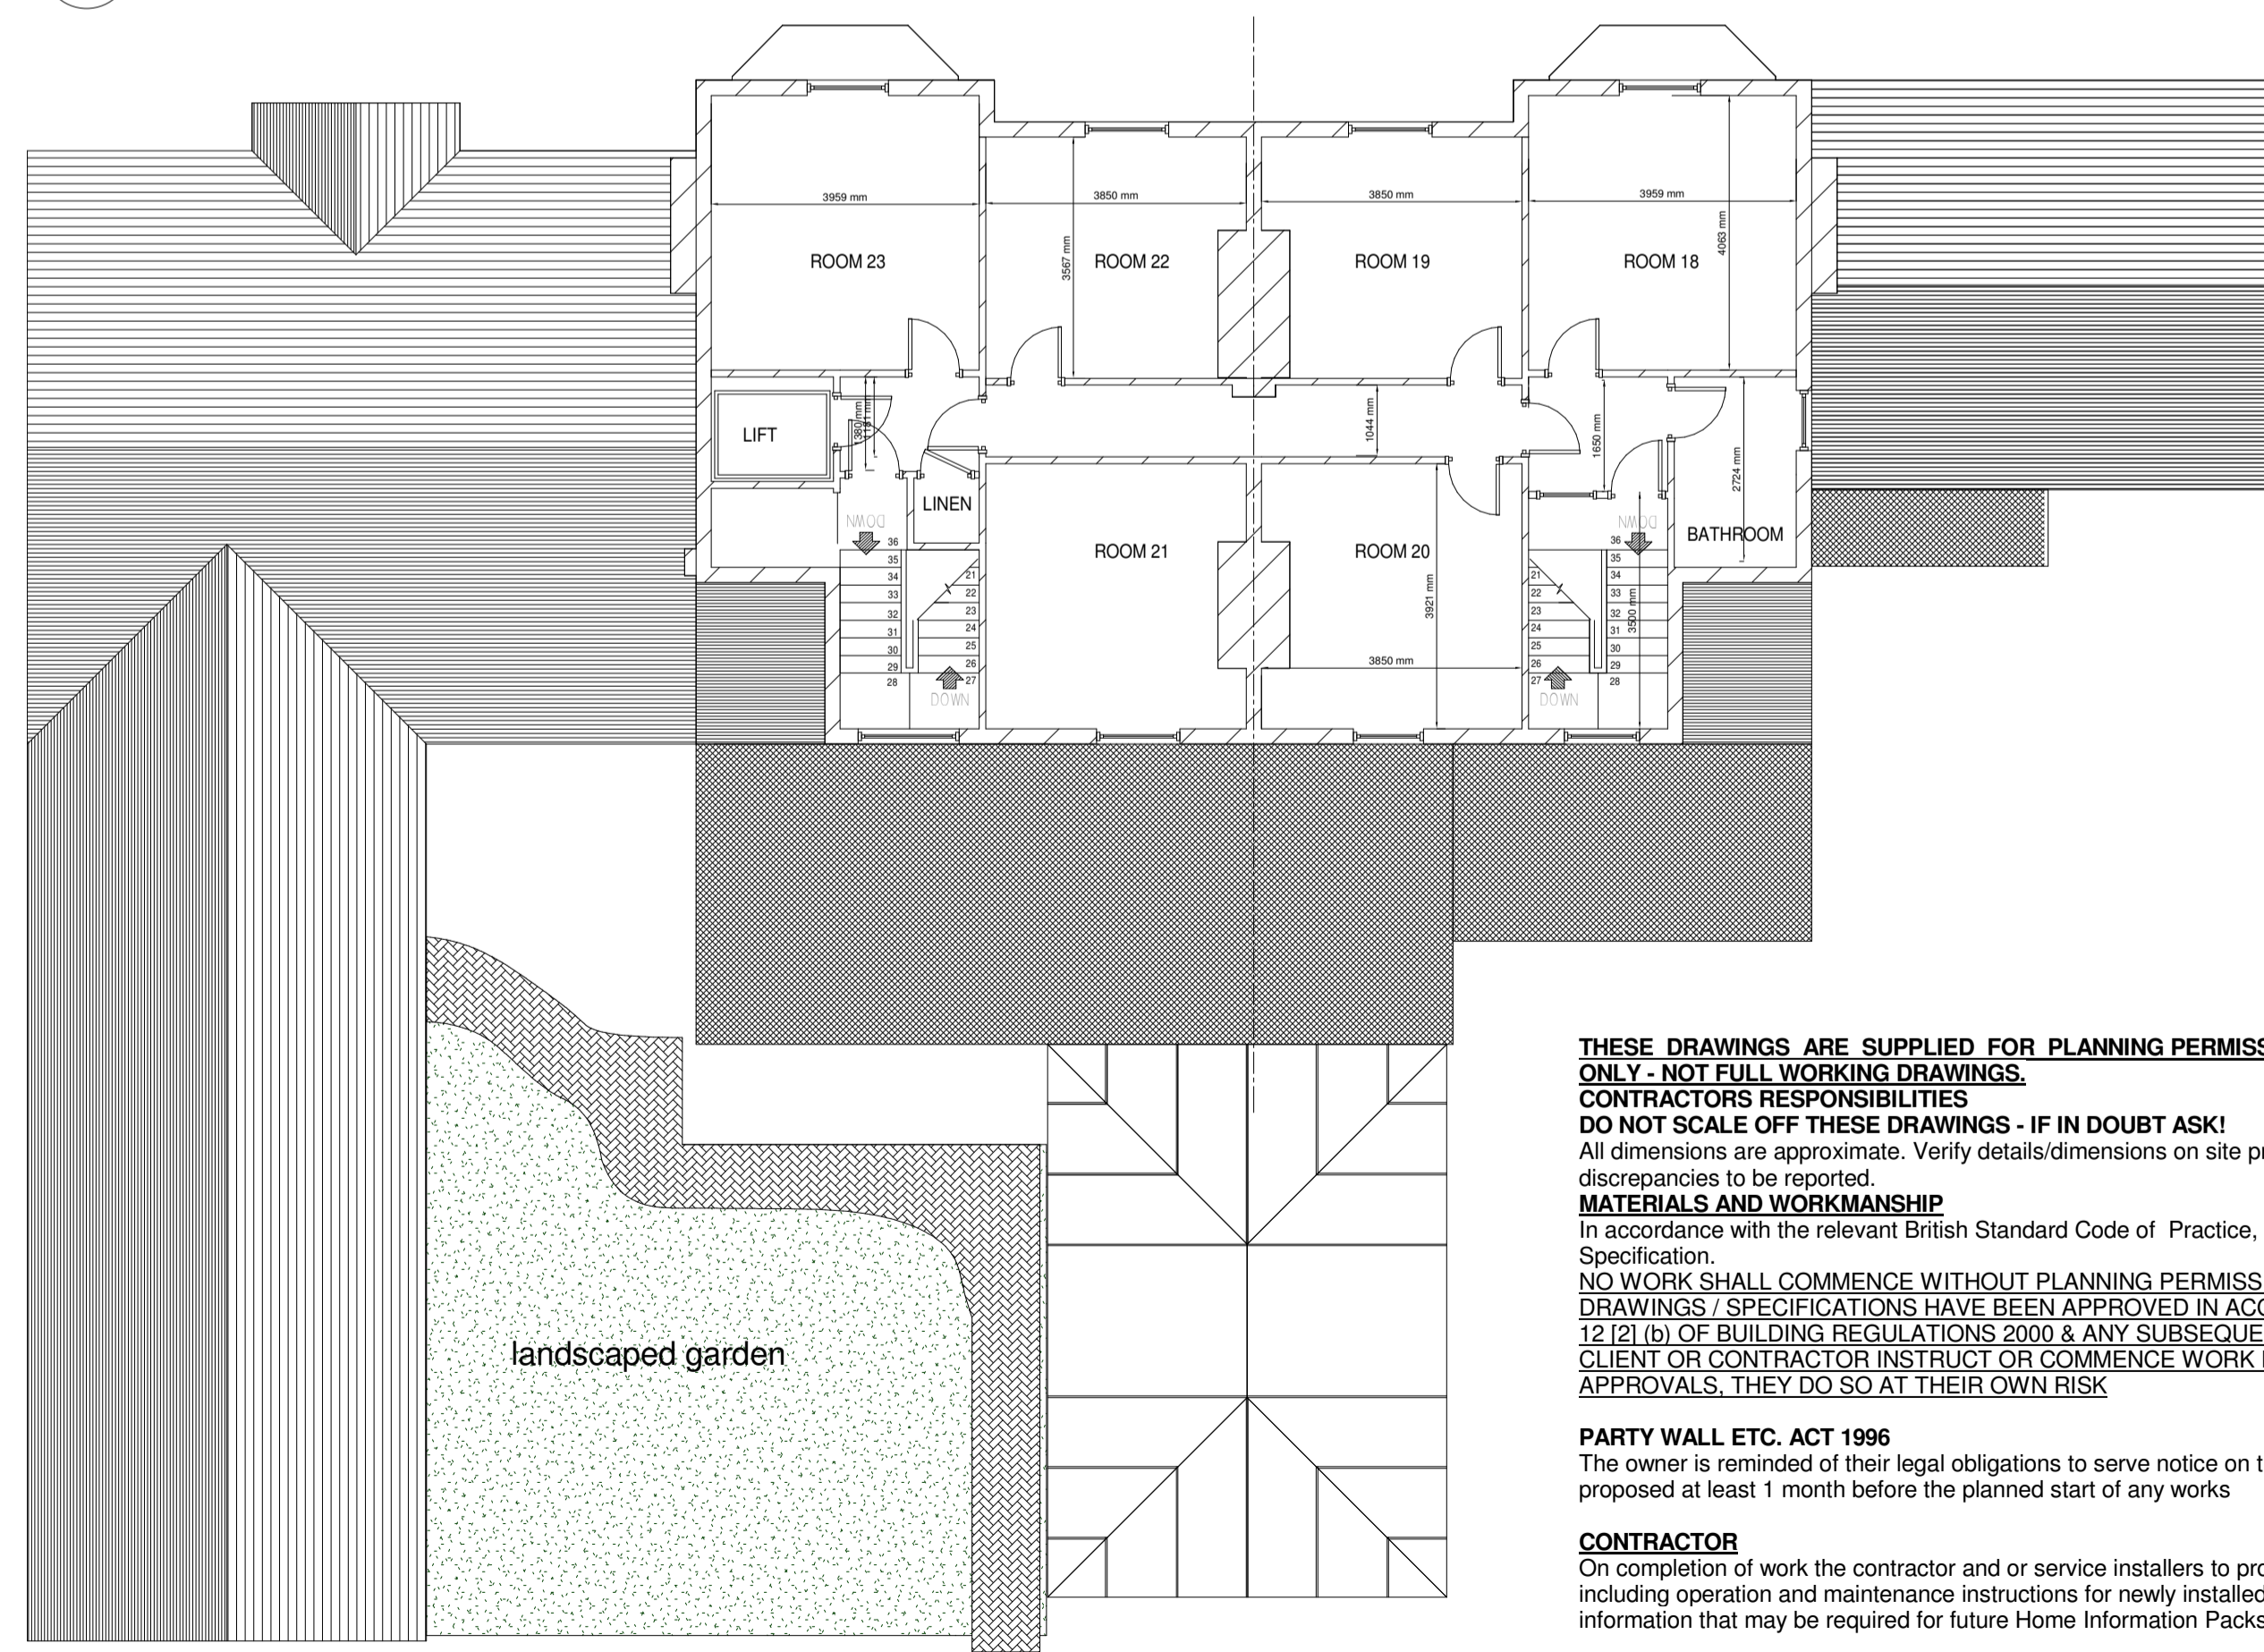 3959 mm
3850 mm
3850 mm
3959 mm
4063 mm
3567 mm
ROOM 23
ROOM 22
ROOM 19
ROOM 18
1380 mm
1044 mm
1650 mm
2724 mm
LIFT
LINEN
DOWN
DOWN
BATHROOM
ROOM 21
ROOM 20
36
35
34
33
32
31
30
29
28
21
22
23
24
25
26
27
DOWN
3921 mm
3850 mm
21
22
23
24
25
26
27
DOWN
36
35
34
33
32
31
30
29
28
3500 mm
landscaped garden
THESE DRAWINGS ARE SUPPLIED FOR PLANNING PERMISS
ONLY - NOT FULL WORKING DRAWINGS.
CONTRACTORS RESPONSIBILITIES
DO NOT SCALE OFF THESE DRAWINGS - IF IN DOUBT ASK!
All dimensions are approximate. Verify details/dimensions on site pr
discrepancies to be reported.
MATERIALS AND WORKMANSHIP
In accordance with the relevant British Standard Code of Practice,
Specification.
NO WORK SHALL COMMENCE WITHOUT PLANNING PERMISS
DRAWINGS / SPECIFICATIONS HAVE BEEN APPROVED IN ACC
12 [2] (b) OF BUILDING REGULATIONS 2000 & ANY SUBSEQUE
CLIENT OR CONTRACTOR INSTRUCT OR COMMENCE WORK
APPROVALS, THEY DO SO AT THEIR OWN RISK
PARTY WALL ETC. ACT 1996
The owner is reminded of their legal obligations to serve notice on t
proposed at least 1 month before the planned start of any works
CONTRACTOR
On completion of work the contractor and or service installers to pro
including operation and maintenance instructions for newly installed
information that may be required for future Home Information Packs